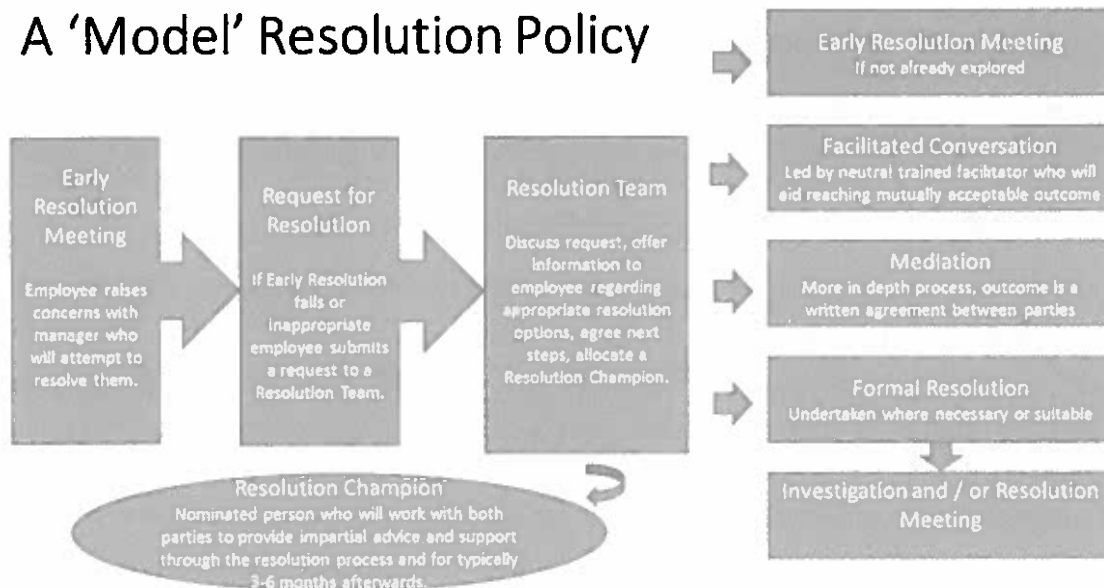 A ‘Model’ Resolution Policy
Early
Resolution
Meeting
Employee raises
concerns with
manager who
will attempt to
resolve them.
Request for
Resolution
If Early Resolution
fails or
inappropriate
employee submits
a request to a
Resolution Team.
Resolution Team
Discuss request, offer
information to
employee regarding
appropriate resolution
options, agree next
steps, allocate a
Resolution Champion.
Resolution Champion
Nominated person who will work with both
parties to provide impartial advice and support
through the resolution process and for typically
3-6 months afterwards.
Early Resolution Meeting
If not already explored
Facilitated Conversation
Led by neutral trained facilitator who will
aid reaching mutually acceptable outcome
Mediation
More in depth process, outcome is a
written agreement between parties
Formal Resolution
Undertaken where necessary or suitable
Investigation and / or Resolution
Meeting